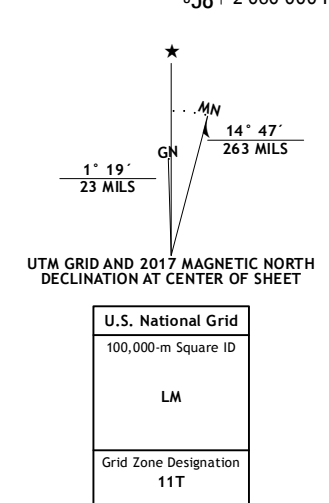 ★
MN
GN
14° 47´
263 MILS
1° 19´
23 MILS
UTM GRID AND 2017 MAGNETIC NORTH
DECLINATION AT CENTER OF SHEET
U.S. National Grid
100,000-m Square ID
LM
Grid Zone Designation
11T